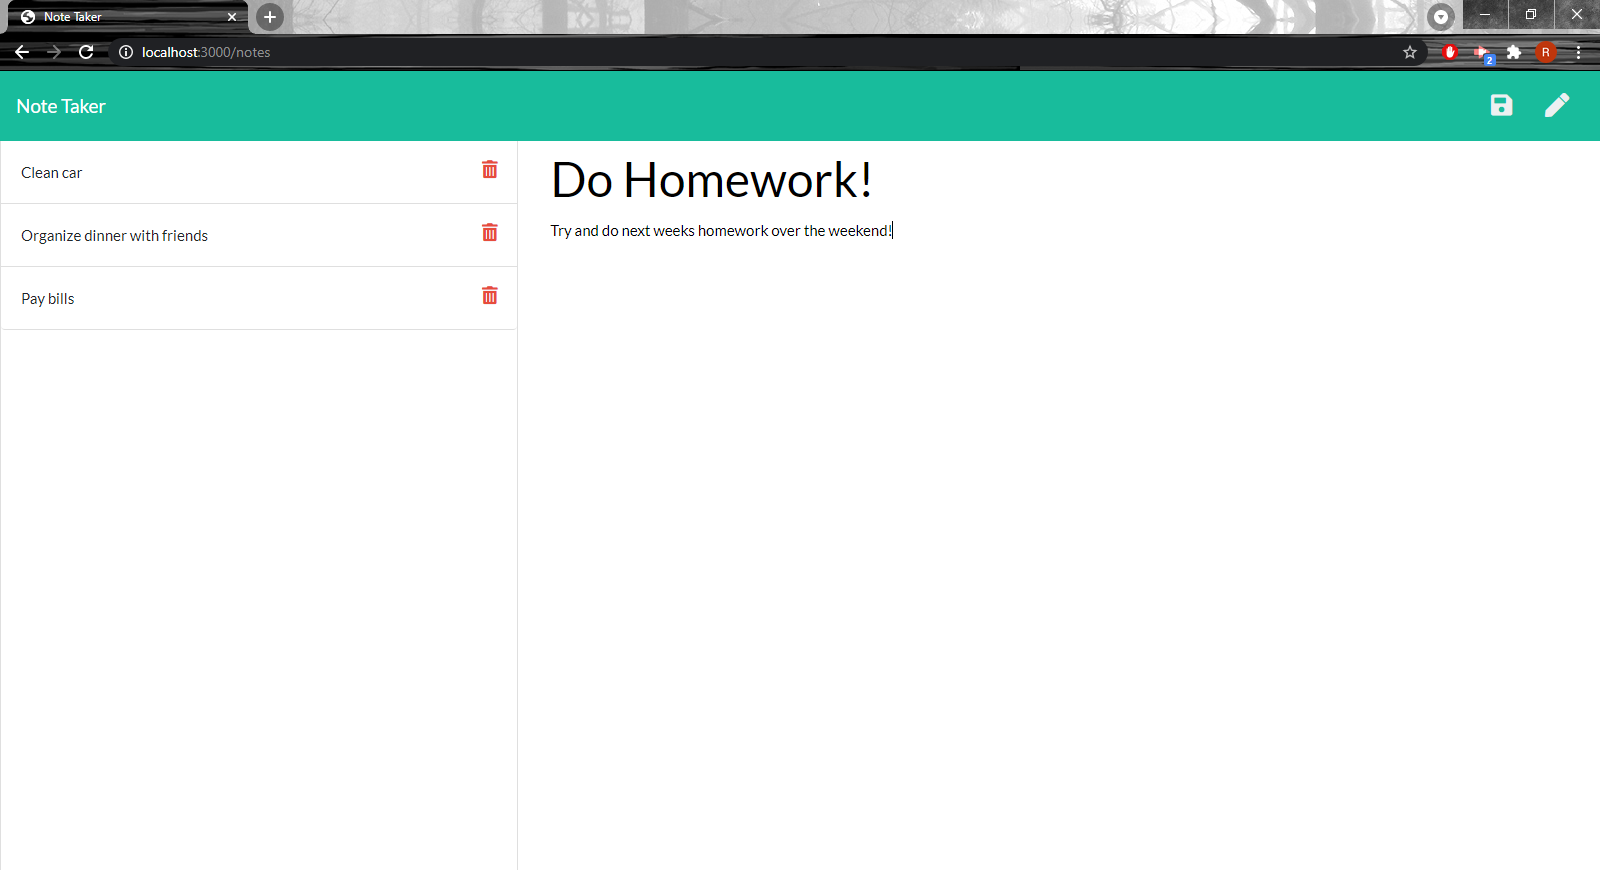 Note Taker
localhost:3000/notes
2
R
Note Taker
Clean car
Organize dinner with friends
Pay bills
Do Homework!
Try and do next weeks homework over the weekend!